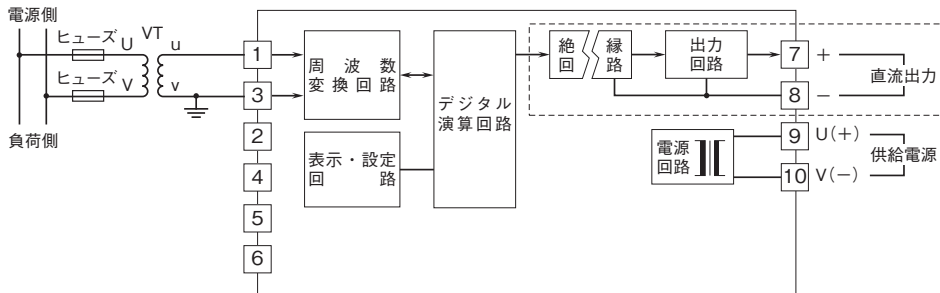 電源側
ヒューズ U VT u
ヒューズ V v
負荷側
1
3
2
4
5
6
周波数
変換回路
表示・設定
回路
デジタル
演算回路
絶縁
回路
出力
回路
7 +
8 −
直流出力
電源
回路
9 U(+)
10 V(−)
供給電源